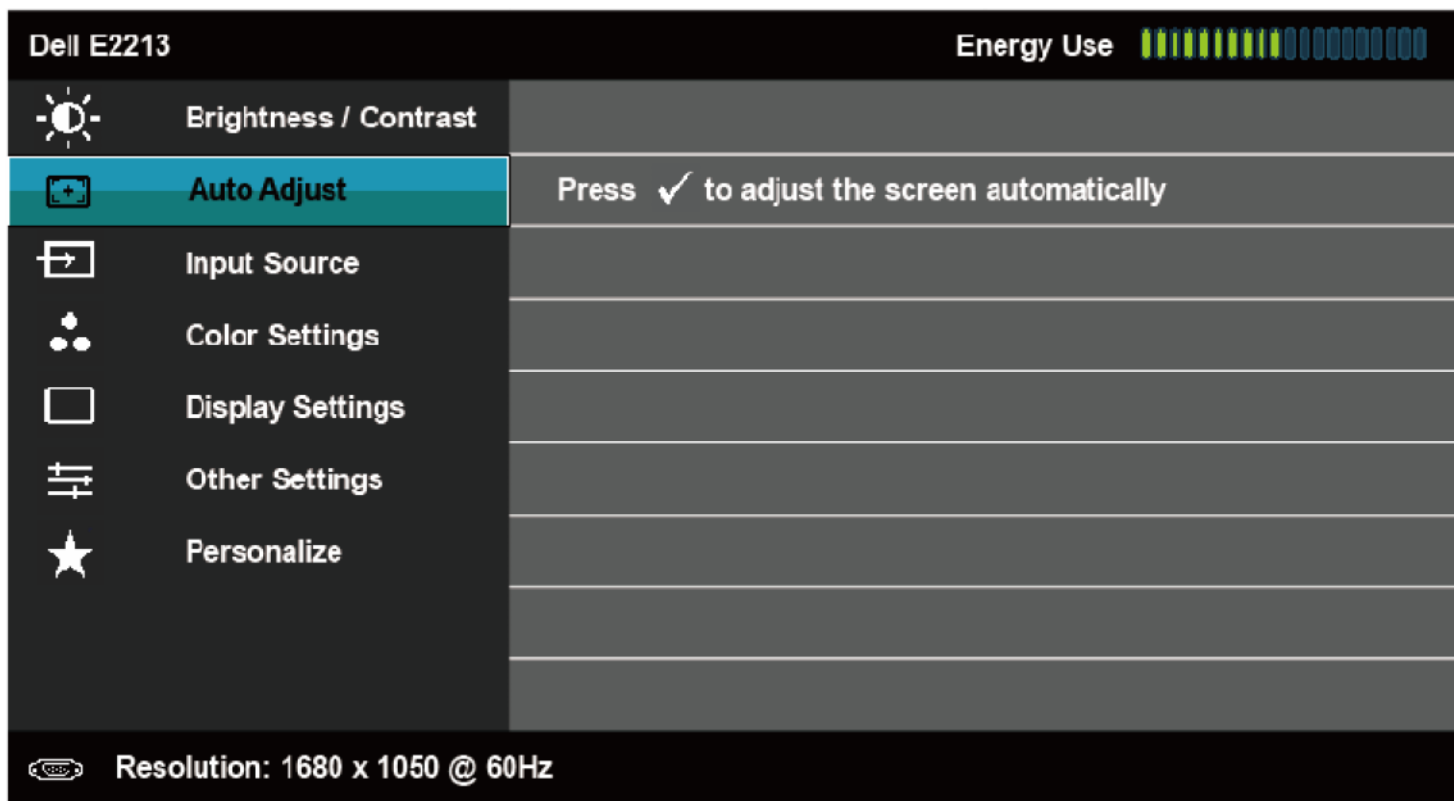 Dell E2213 Energy Use
Brightness / Contrast
Auto Adjust Press ✓ to adjust the screen automatically
Input Source
Color Settings
Display Settings
Other Settings
Personalize
Resolution: 1680 x 1050 @ 60Hz